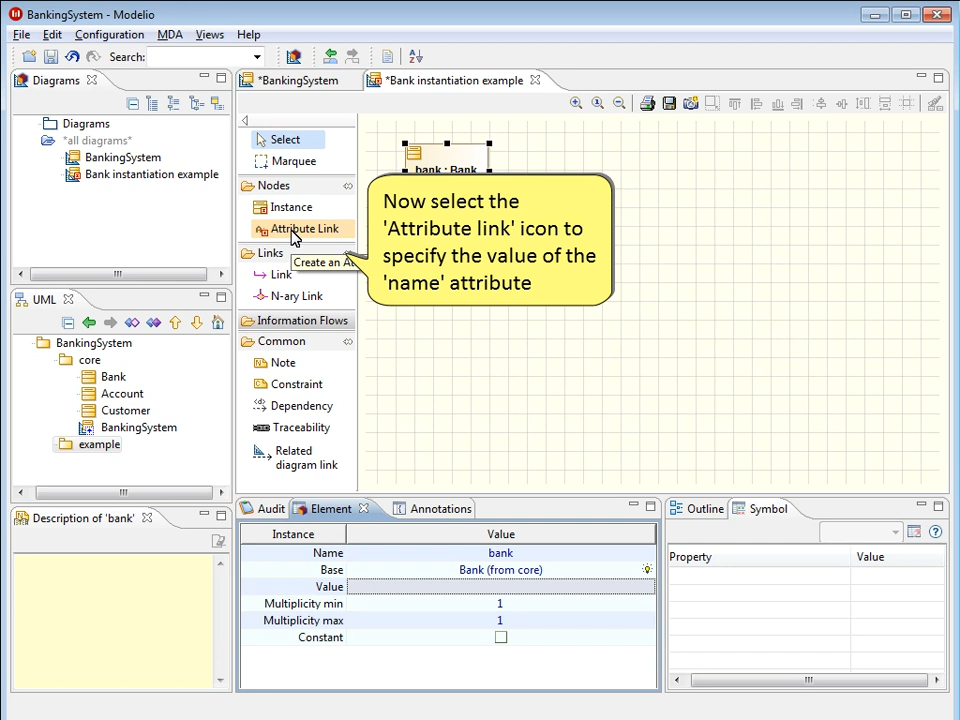 BankingSystem - Modelio
File Edit Configuration MDA Views Help
Search:
Diagrams
Diagrams
*all diagrams*
BankingSystem
Bank instantiation example
*BankingSystem
*Bank instantiation example
Select
Marquee
Nodes
Instance
Attribute Link
Links
Create an A
Link
N-ary Link
Information Flows
Common
Note
Constraint
Dependency
Traceability
Related
diagram link
bank : Bank
Now select the
'Attribute link' icon to
specify the value of the
'name' attribute
UML
BankingSystem
core
Bank
Account
Customer
BankingSystem
example
Description of 'bank'
Audit Element Annotations
Instance Value
Name bank
Base Bank (from core)
Value
Multiplicity min 1
Multiplicity max 1
Constant
Outline Symbol
Property Value